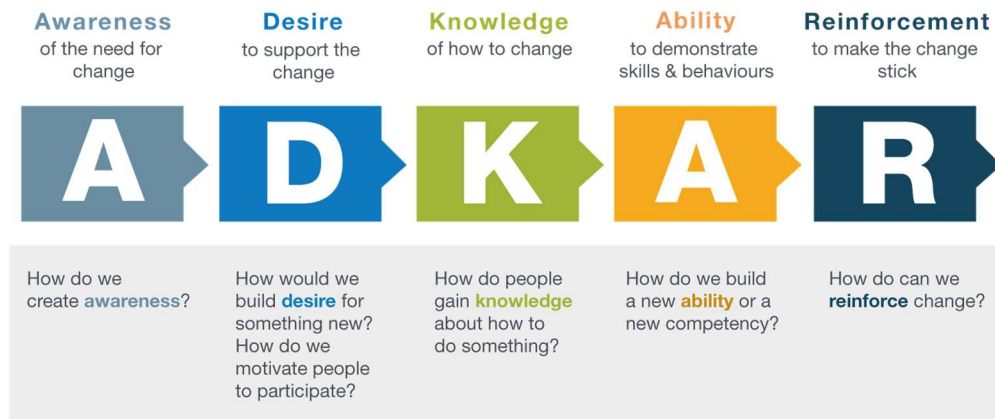 Awareness
of the need for
change
Desire
to support the
change
Knowledge
of how to change
Ability
to demonstrate
skills & behaviours
Reinforcement
to make the change
stick
A
D
K
A
R
How do we
create awareness?
How would we
build desire for
something new?
How do we
motivate people
to participate?
How do people
gain knowledge
about how to
do something?
How do we build
a new ability or a
new competency?
How do can we
reinforce change?